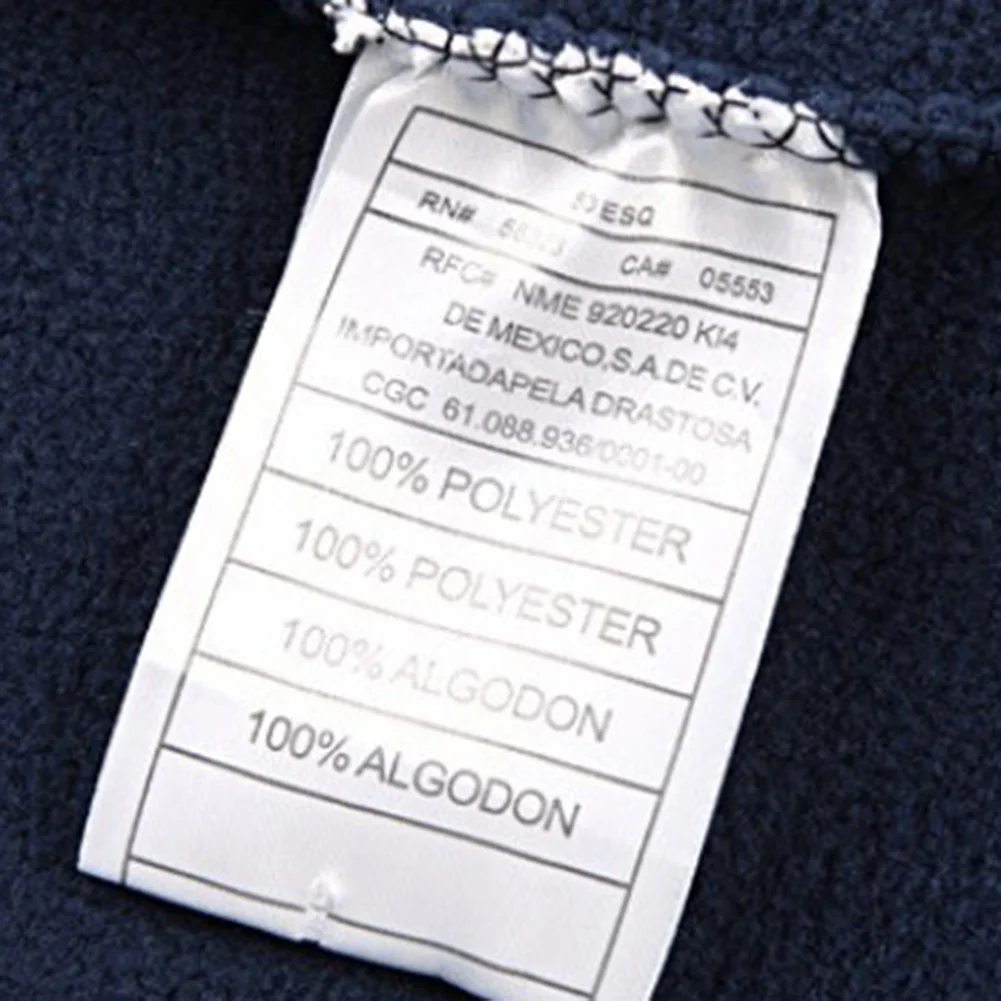 RN# CA# 05553
RFC# NME 920220 KI4
DE MEXICO,S.A.DE C.V.
IMPORTADAPELA DRASTOSA
CGC 61.088.936/0001-00
100% POLYESTER
100% POLYESTER
100% ALGODON
100% ALGODON